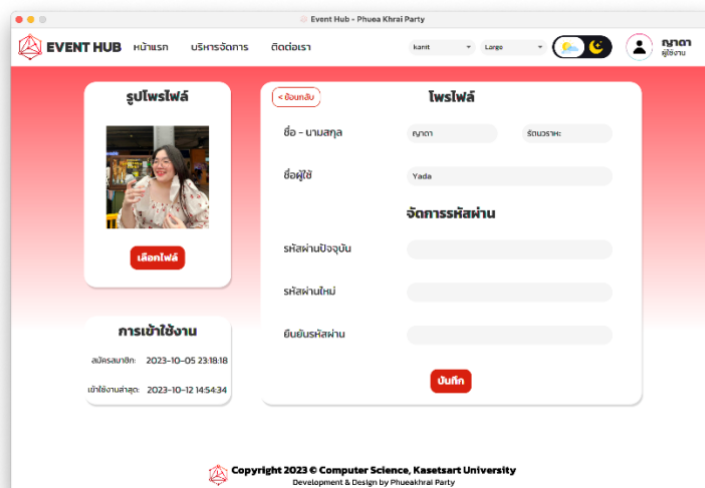 Event Hub - Phuea Khrai Party
EVENT HUB หน้าแรก บริหารจัดการ ติดต่อเรา kanit Large ญาดา
ผู้ใช้งาน
รูปโพรไฟล์
เลือกไฟล์
การเข้าใช้งาน
สมัครสมาชิก: 2023-10-05 23:18:18
เข้าใช้งานล่าสุด: 2023-10-12 14:54:34
< ย้อนกลับ โพรไฟล์
ชื่อ - นามสกุล ญาดา รัตนวราหะ
ชื่อผู้ใช้ Yada
จัดการรหัสผ่าน
รหัสผ่านปัจจุบัน
รหัสผ่านใหม่
ยืนยันรหัสผ่าน
บันทึก
Copyright 2023 © Computer Science, Kasetsart University
Development & Design by Phueakhrai Party